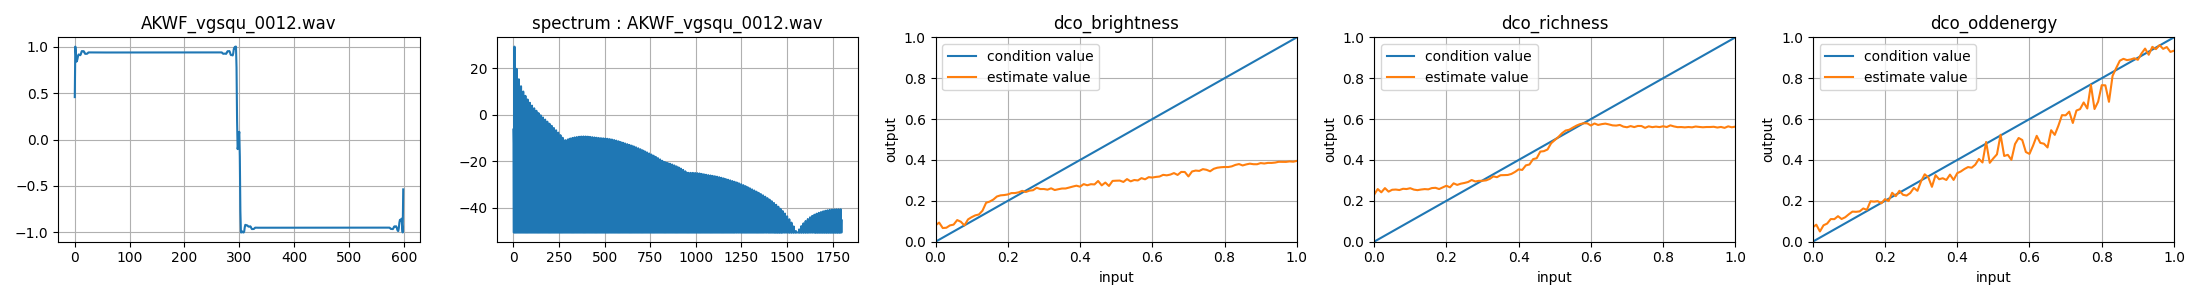 AKWF_vgsqu_0012.wav
1.0
0.5
0.0
−0.5
−1.0
0 100 200 300 400 500 600
spectrum : AKWF_vgsqu_0012.wav
20
0
−20
−40
0 250 500 750 1000 1250 1500 1750
dco_brightness
condition value
estimate value
output
1.0
0.8
0.6
0.4
0.2
0.0
0.0 0.2 0.4 0.6 0.8 1.0
input
dco_richness
condition value
estimate value
output
1.0
0.8
0.6
0.4
0.2
0.0
0.0 0.2 0.4 0.6 0.8 1.0
input
dco_oddenergy
condition value
estimate value
output
1.0
0.8
0.6
0.4
0.2
0.0
0.0 0.2 0.4 0.6 0.8 1.0
input